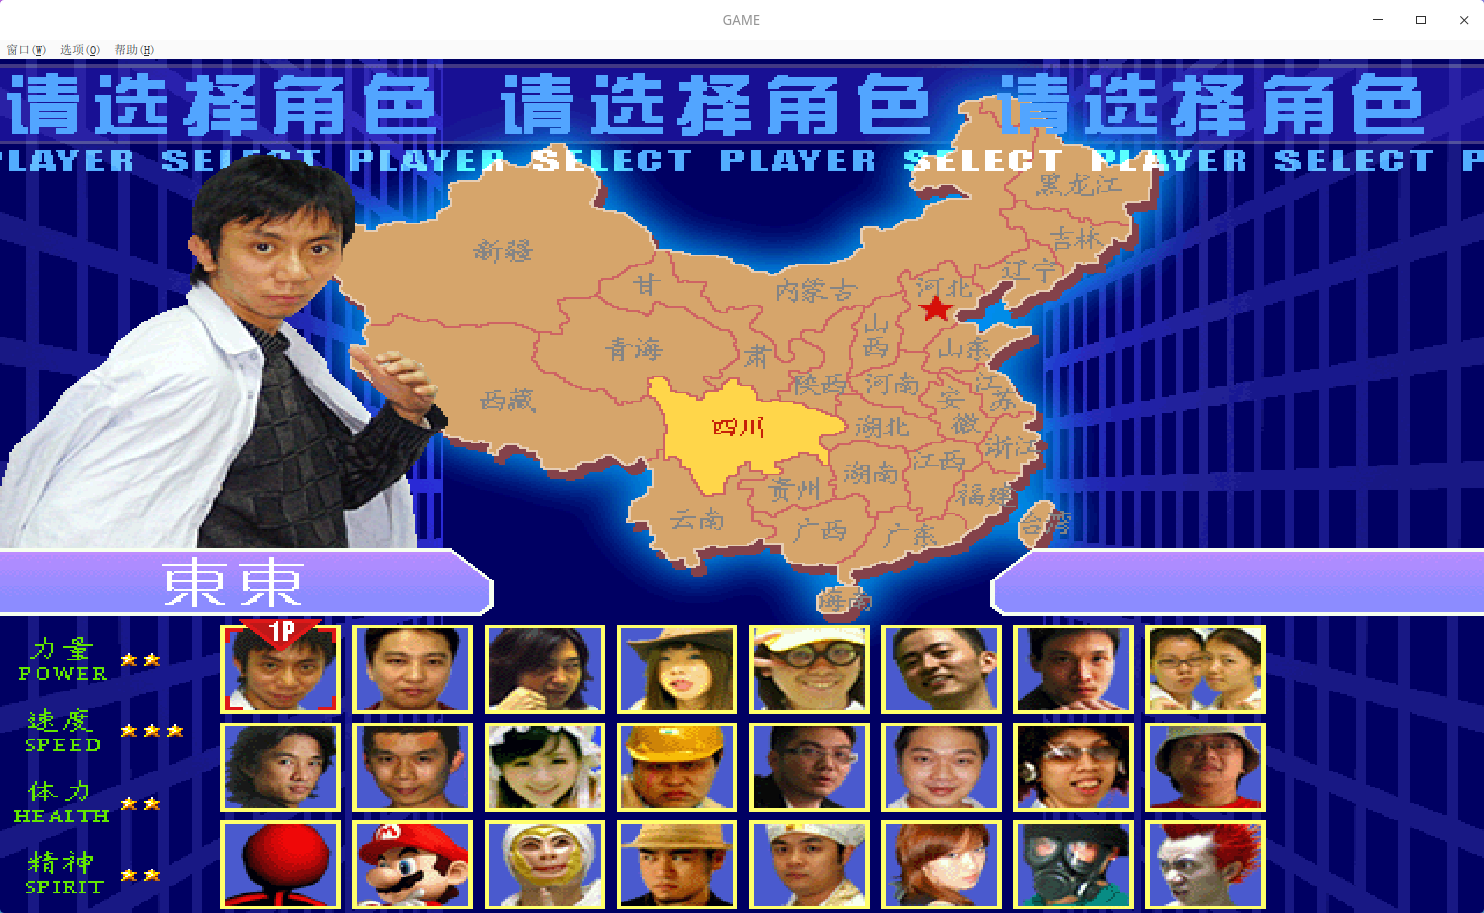 GAME
窗口(W) 选项(O) 帮助(H)
请选择角色 请选择角色 请选择角色
PLAYER SELECT PLAYER SELECT PLAYER SELECT PLAYER SELECT P
黑龙江
吉林
新疆
辽宁
甘
内蒙古
河北
山
西
青海
肃
山东
陕西
河南
江
苏
西藏
安
徽
四川
湖北
浙江
江西
湖南
贵州
福建
云南
广西
广东
台湾
海南
東東
1P
力量
POWER
速度
SPEED
体力
HEALTH
精神
SPIRIT
M